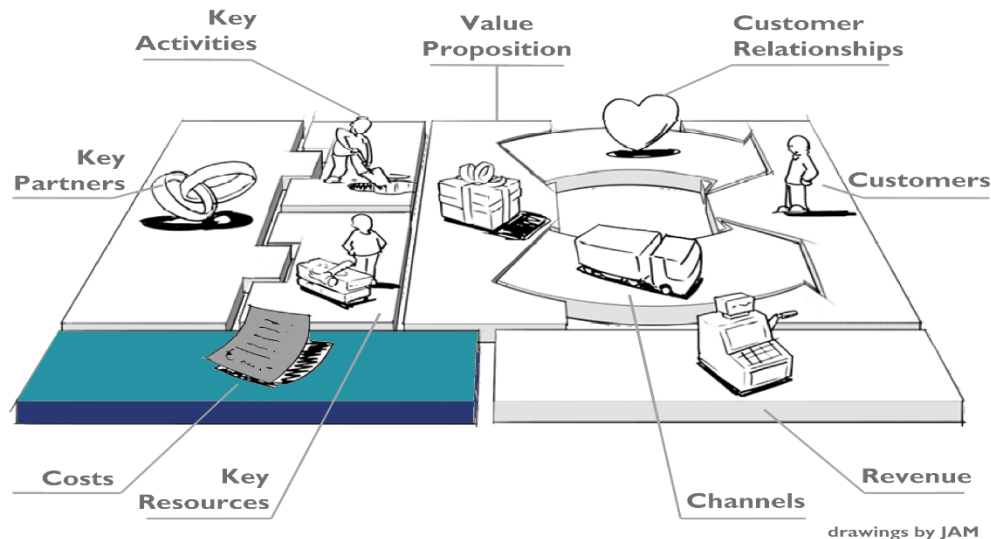 Key
Activities
Value
Proposition
Customer
Relationships
Key
Partners
Customers
Costs
Key
Resources
Channels
Revenue
drawings by JAM